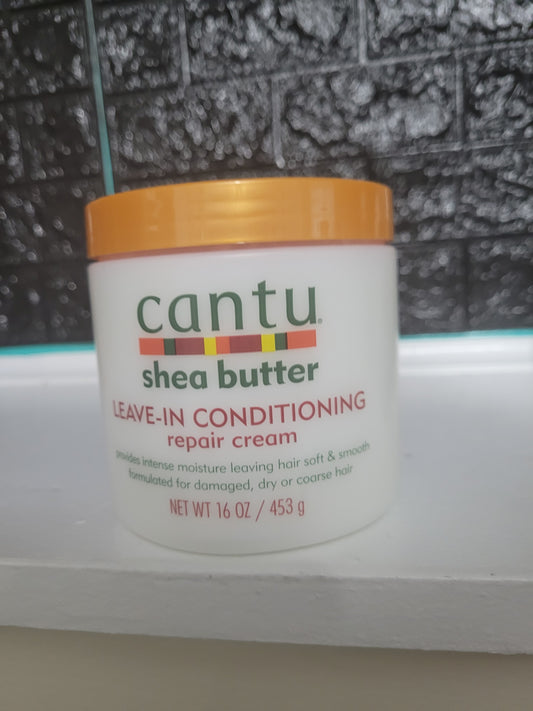 cantu®
shea butter
LEAVE-IN CONDITIONING
repair cream
provides intense moisture leaving hair soft & smooth
formulated for damaged, dry or coarse hair
NET WT 16 OZ / 453 g